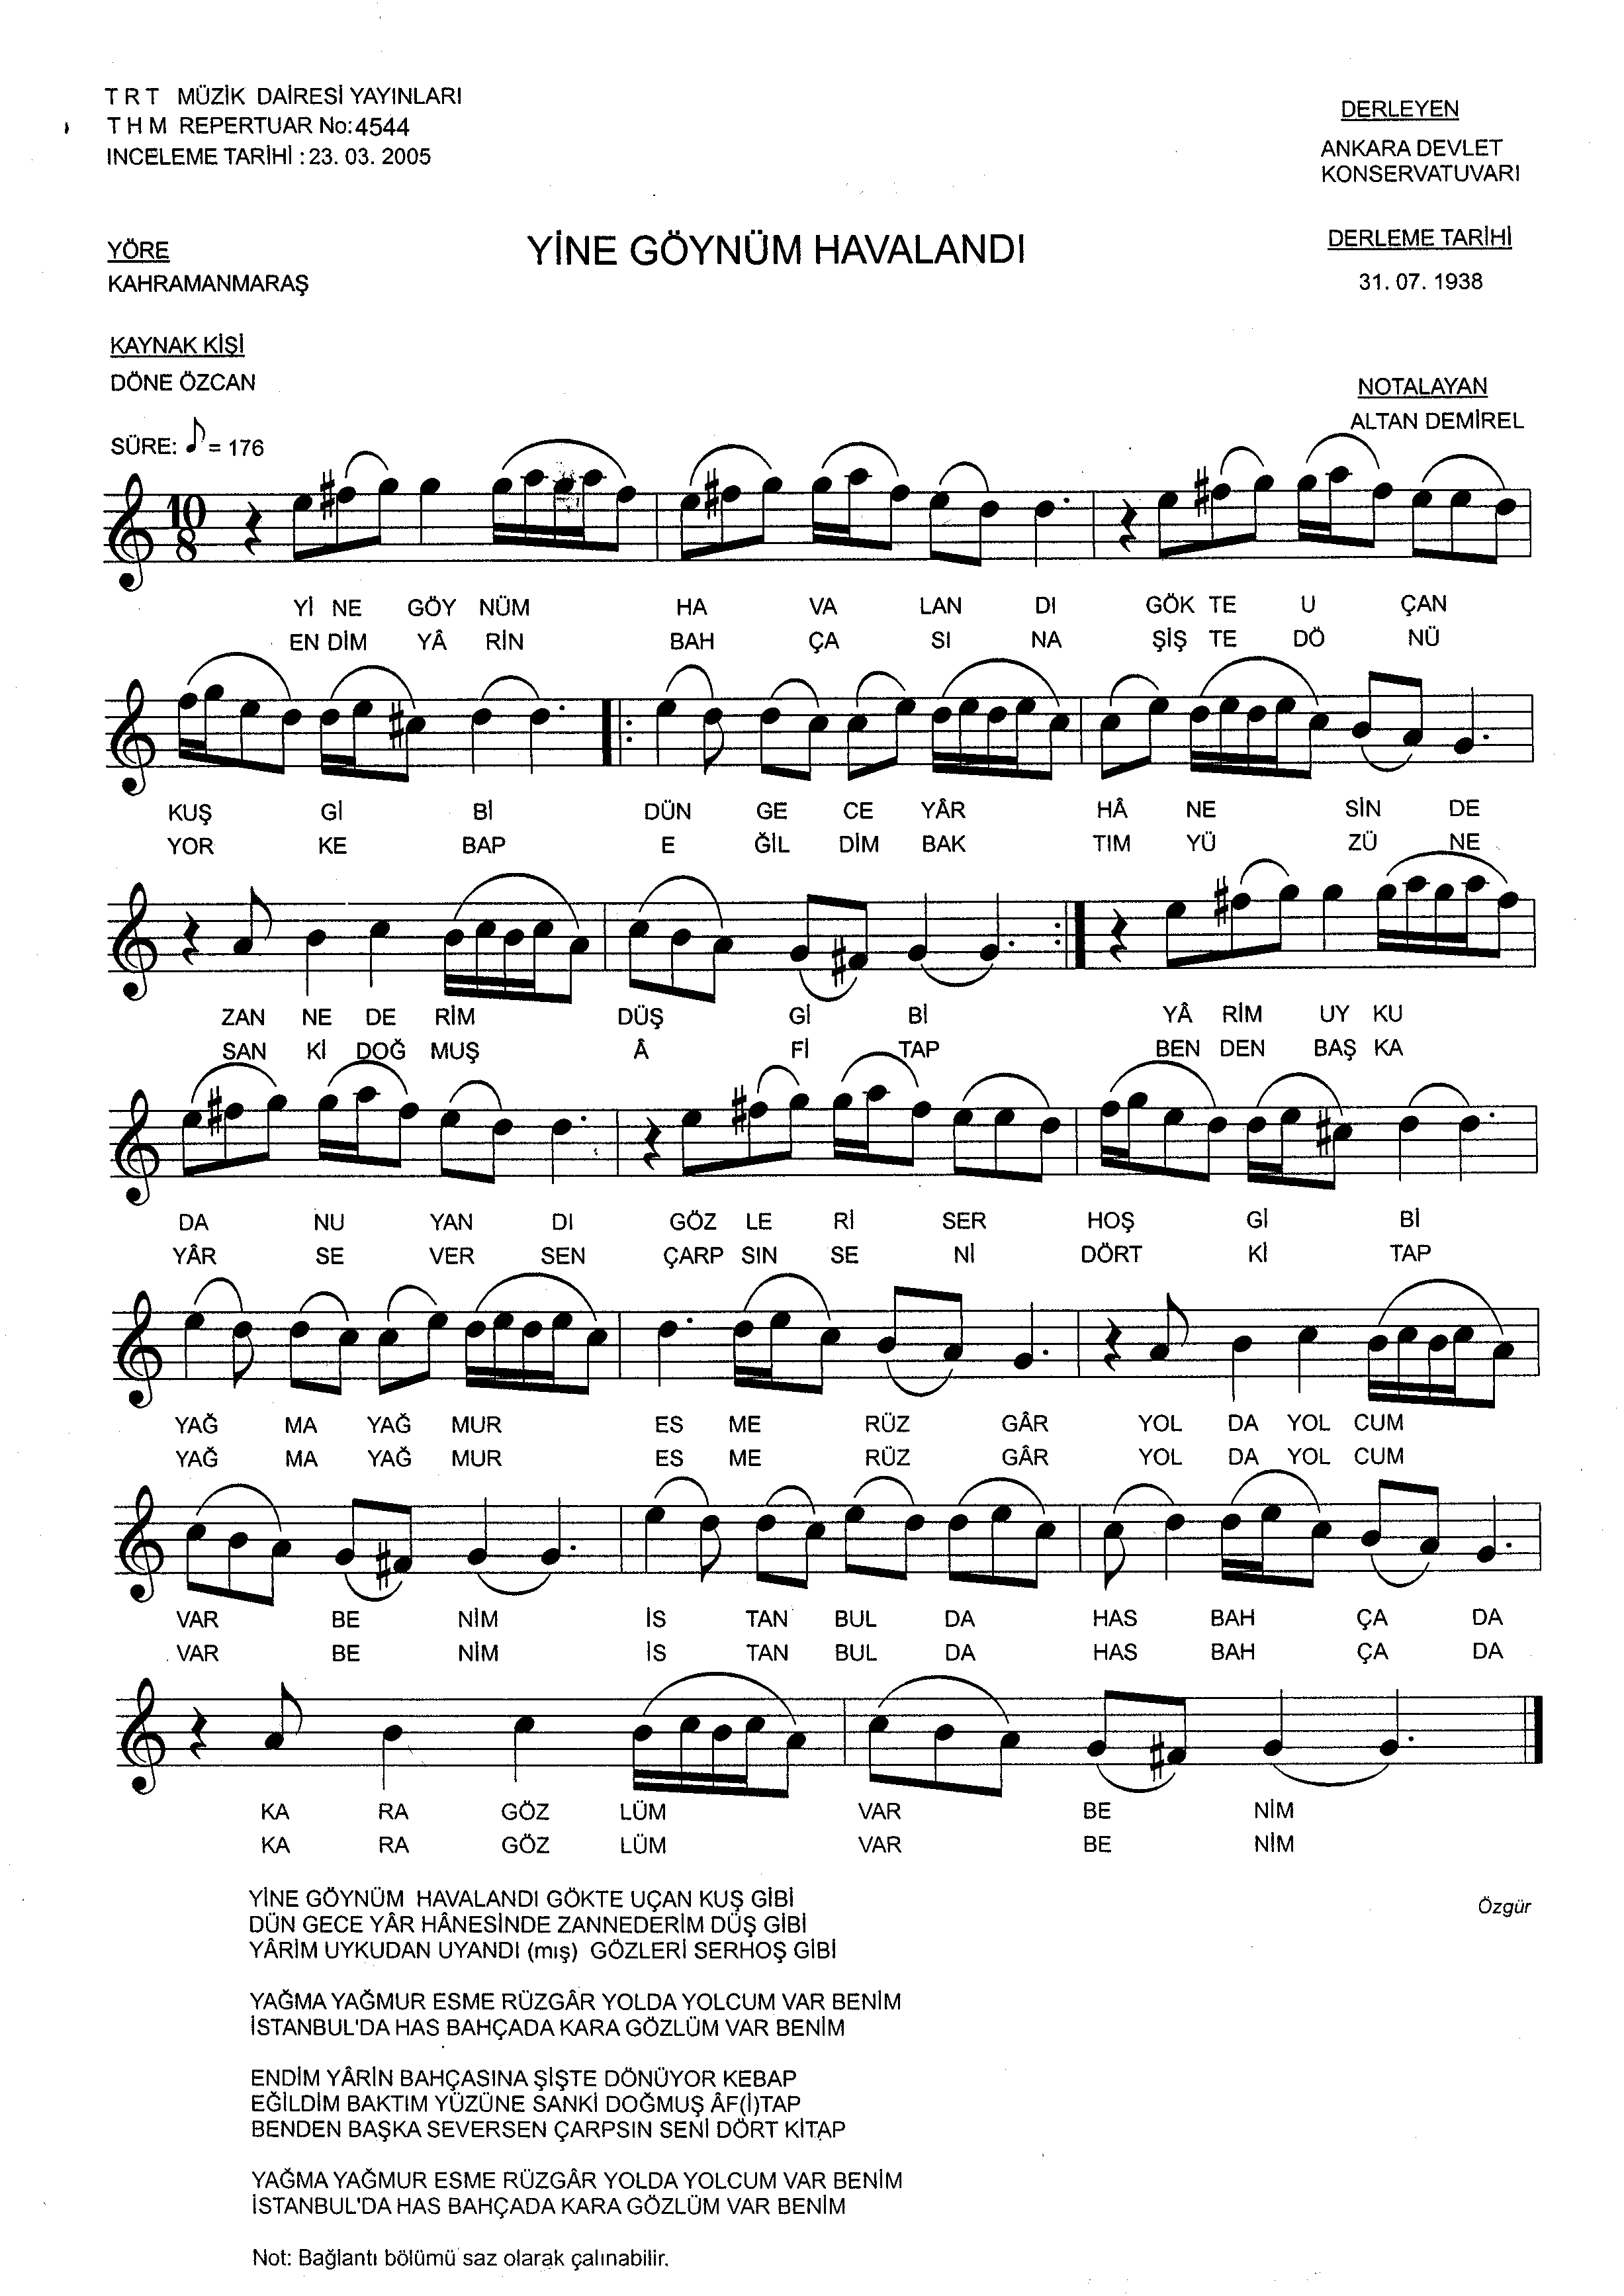 T R T MÜZİK DAİRESİ YAYINLARI
T H M REPERTUAR No:4544
INCELEME TARİHİ : 23. 03. 2005
DERLEYEN
ANKARA DEVLET
KONSERVATUVARI
YÖRE
KAHRAMANMARAŞ
YİNE GÖYNÜM HAVALANDI
DERLEME TARİHİ
31. 07. 1938
KAYNAK KİŞİ
DÖNE ÖZCAN
NOTALAYAN
ALTAN DEMİREL
SÜRE: ♪ = 176
10
8
Yİ NE GÖY NÜM HA VA LAN DI GÖK TE U ÇAN
EN DİM YÂ RİN BAH ÇA SI NA ŞİŞ TE DÖ NÜ
KUŞ Gİ Bİ DÜN GE CE YÂR HÂ NE SİN DE
YOR KE BAP E ĞİL DİM BAK TIM YÜ ZÜ NE
ZAN NE DE RİM DÜŞ Gİ Bİ YÂ RİM UY KU
SAN Kİ DOĞ MUŞ Â Fİ TAP BEN DEN BAŞ KA
DA NU YAN DI GÖZ LE Rİ SER HOŞ Gİ Bİ
YÂR SE VER SEN ÇARP SIN SE Nİ DÖRT Kİ TAP
YAĞ MA YAĞ MUR ES ME RÜZ GÂR YOL DA YOL CUM
YAĞ MA YAĞ MUR ES ME RÜZ GÂR YOL DA YOL CUM
VAR BE NİM İS TAN BUL DA HAS BAH ÇA DA
VAR BE NİM İS TAN BUL DA HAS BAH ÇA DA
KA RA GÖZ LÜM VAR BE NİM
KA RA GÖZ LÜM VAR BE NİM
YİNE GÖYNÜM HAVALANDI GÖKTE UÇAN KUŞ GİBİ
DÜN GECE YÂR HÂNESİNDE ZANNEDERİM DÜŞ GİBİ
YÂRİM UYKUDAN UYANDI (mış) GÖZLERİ SERHOŞ GİBİ
Özgür
YAĞMA YAĞMUR ESME RÜZGÂR YOLDA YOLCUM VAR BENİM
İSTANBUL'DA HAS BAHÇADA KARA GÖZLÜM VAR BENİM
ENDİM YÂRİN BAHÇASINA ŞİŞTE DÖNÜYOR KEBAP
EĞİLDİM BAKTIM YÜZÜNE SANKİ DOĞMUŞ ÂF(İ)TAP
BENDEN BAŞKA SEVERSEN ÇARPSIN SENİ DÖRT KİTAP
YAĞMA YAĞMUR ESME RÜZGÂR YOLDA YOLCUM VAR BENİM
İSTANBUL'DA HAS BAHÇADA KARA GÖZLÜM VAR BENİM
Not: Bağlantı bölümü saz olarak çalınabilir.